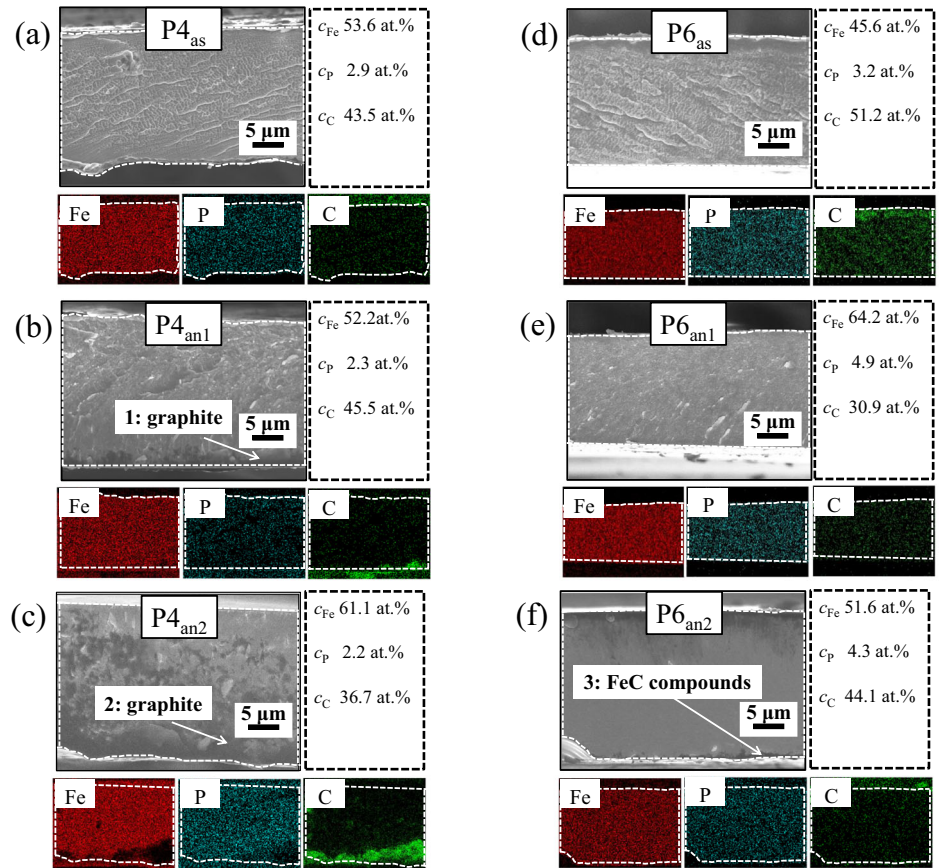 (a)
P4as
5 μm
cFe 53.6 at.%
cP 2.9 at.%
cC 43.5 at.%
Fe
P
C
(b)
P4an1
1: graphite
5 μm
cFe 52.2at.%
cP 2.3 at.%
cC 45.5 at.%
Fe
P
C
(c)
P4an2
2: graphite
5 μm
cFe 61.1 at.%
cP 2.2 at.%
cC 36.7 at.%
Fe
P
C
(d)
P6as
5 μm
cFe 45.6 at.%
cP 3.2 at.%
cC 51.2 at.%
Fe
P
C
(e)
P6an1
5 μm
cFe 64.2 at.%
cP 4.9 at.%
cC 30.9 at.%
Fe
P
C
(f)
P6an2
3: FeC compounds
5 μm
cFe 51.6 at.%
cP 4.3 at.%
cC 44.1 at.%
Fe
P
C